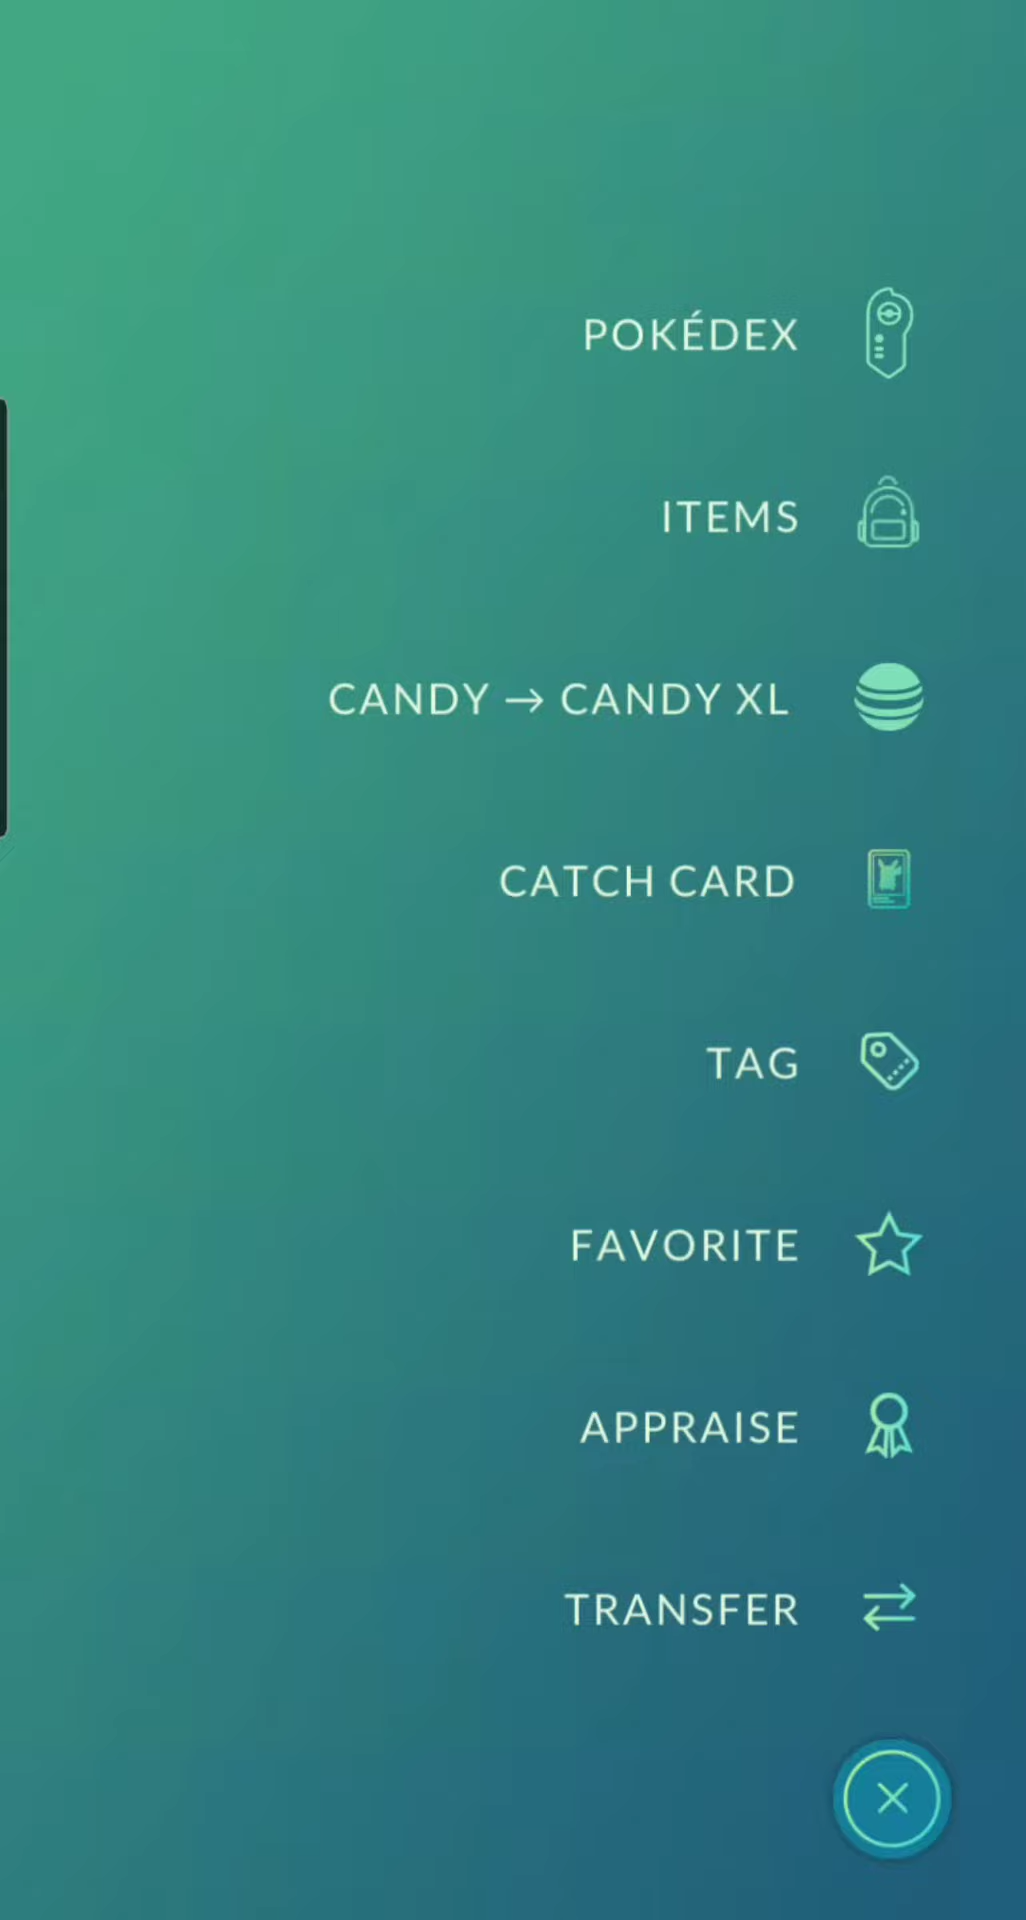 POKÉDEX
ITEMS
CANDY → CANDY XL
CATCH CARD
TAG
FAVORITE
APPRAISE
TRANSFER